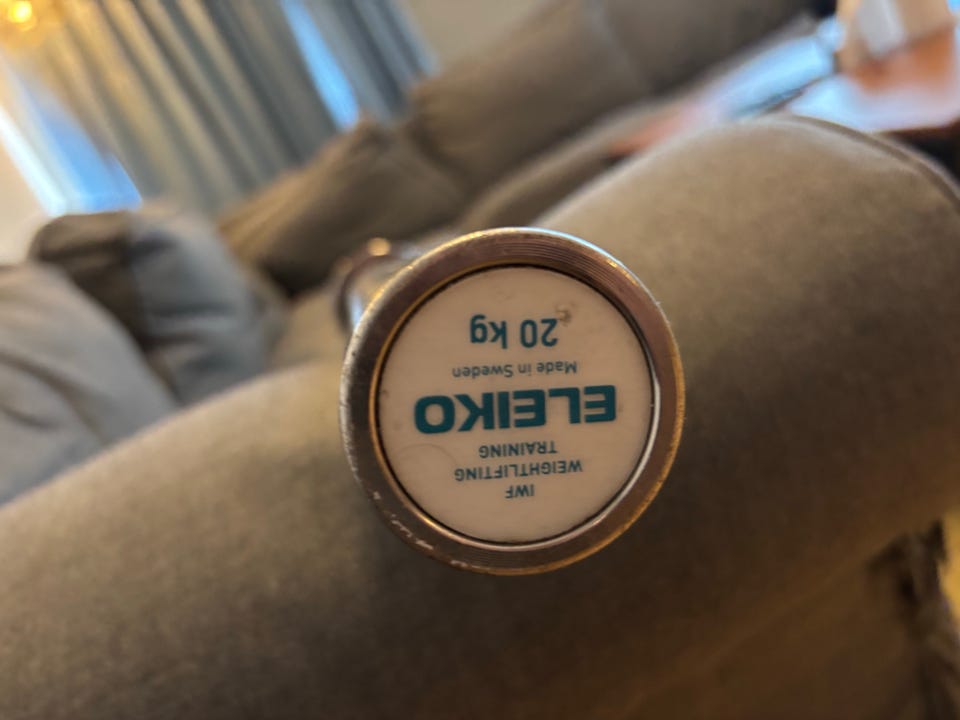 IWF
WEIGHTLIFTING
TRAINING
ELEIKO
Made in Sweden
20 kg